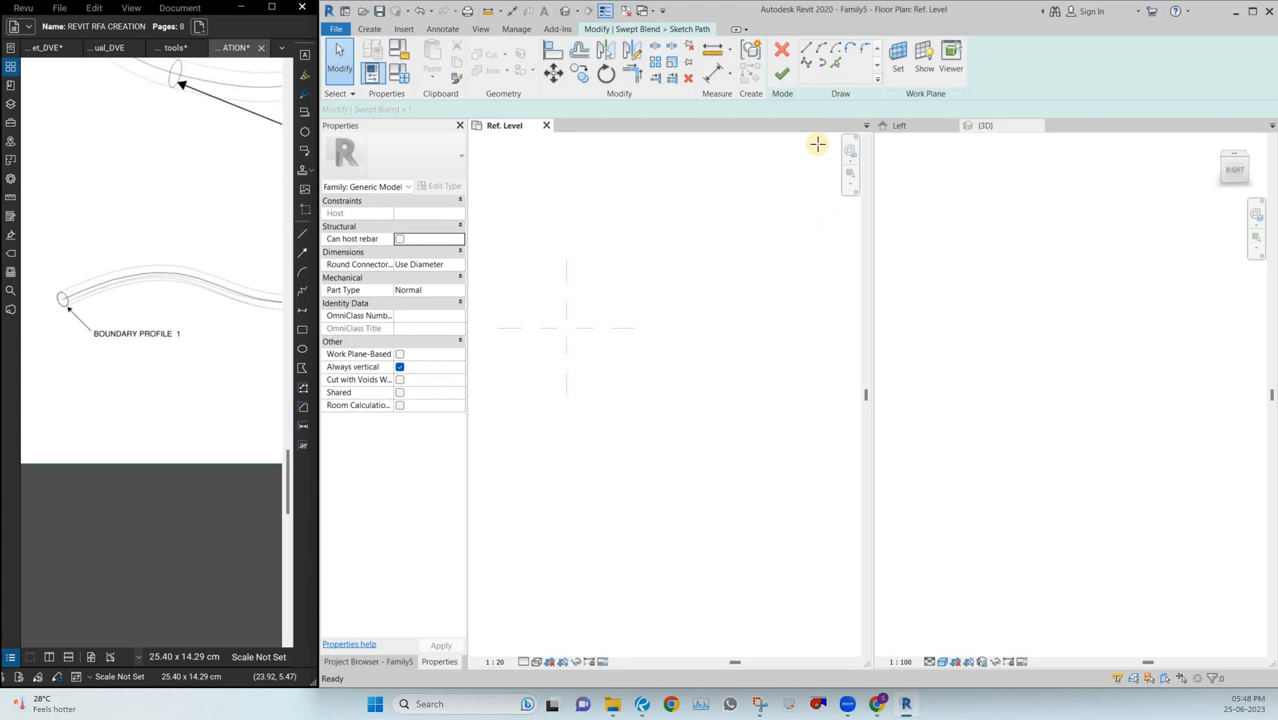 Revu File View Document
Name: REVIT RFA CREATION Pages: 8
...et_DVE* ...ual_DVE ... tools* ...ATION*
BOUNDARY PROFILE 1
25.40 x 14.29 cm Scale Not Set
Scale Not Set 25.40 x 14.29 cm (23.92, 5.47)
Autodesk Revit 2020 - Family5 - Floor Plan: Ref. Level
Sign In
File Create Insert Annotate View Manage Add-Ins Modify | Swept Blend > Sketch Path
Modify Paste Cut Join Set Show Viewer
Select Properties Clipboard Geometry Modify Measure Create Mode Draw Work Plane
Modify | Swept Blend > S
Properties
Ref. Level
Left
{3D}
R
RIGHT
Family: Generic Model Edit Type
Constraints
Host
Structural
Can host rebar
Dimensions
Round Connector... Use Diameter
Mechanical
Part Type Normal
Identity Data
OmniClass Numb...
OmniClass Title
Other
Work Plane-Based
Always vertical
Cut with Voids W...
Shared
Room Calculatio...
Properties help Apply
Project Browser - Family5 Properties
1 : 20
1 : 100
Ready
:0
28°C
Feels hotter
Search
05:48 PM
25-06-2023